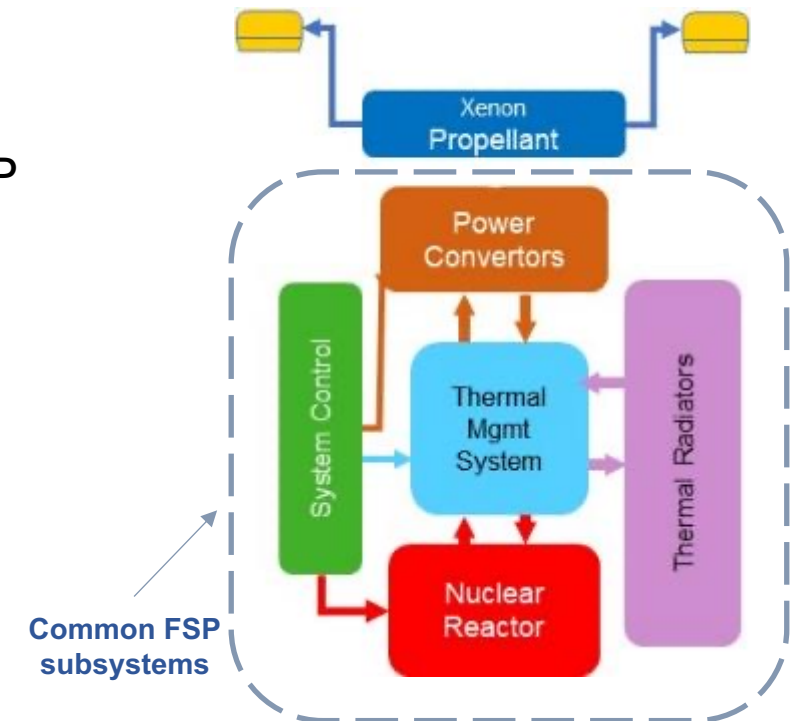 Xenon
Propellant
P
Power
Convertors
System Control
Thermal
Mgmt
System
Thermal Radiators
Nuclear
Reactor
Common FSP
subsystems